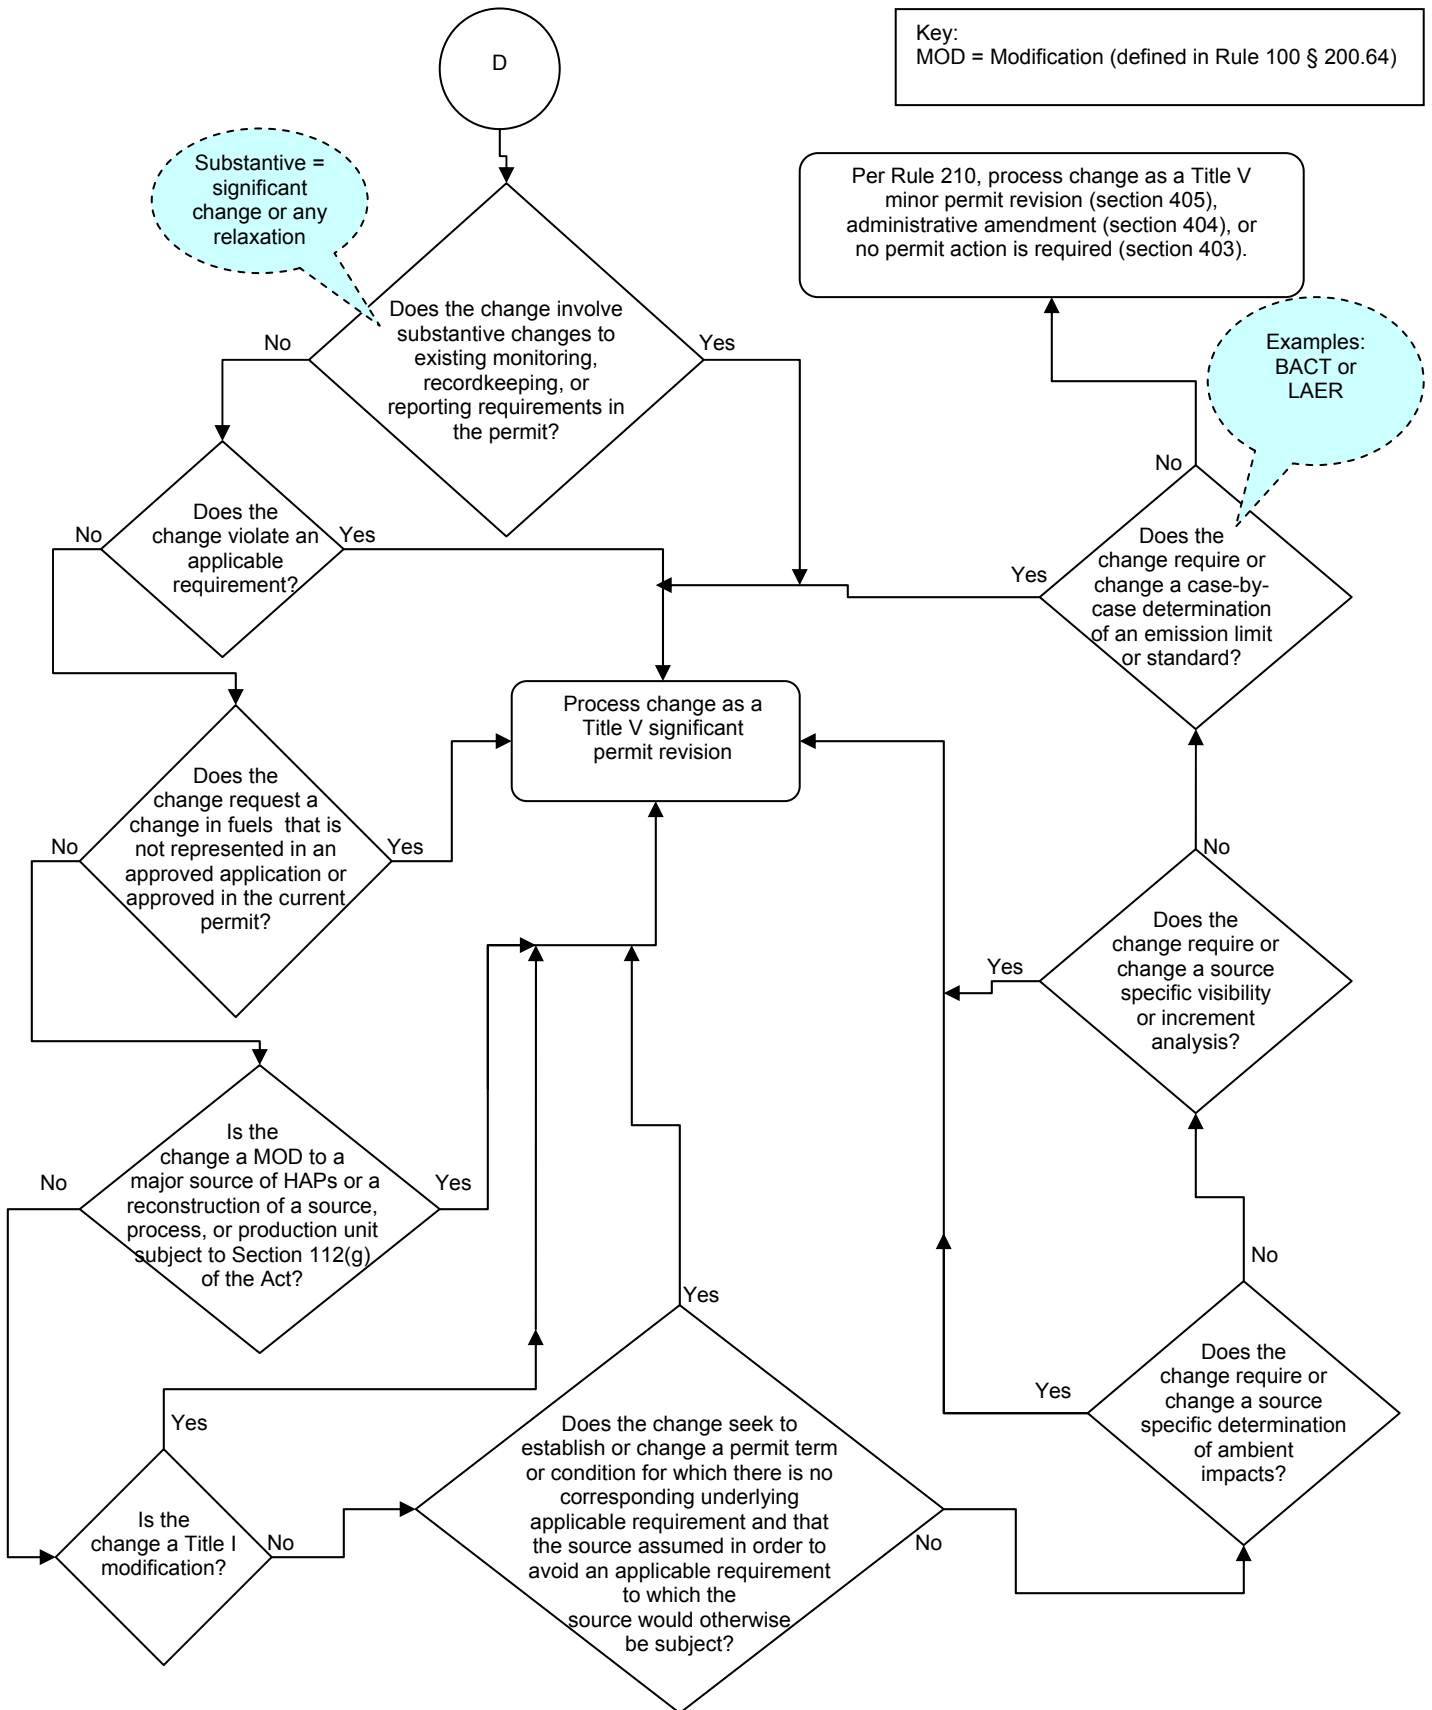 D
Key:
MOD = Modification (defined in Rule 100 § 200.64)
Substantive =
significant
change or any
relaxation
Per Rule 210, process change as a Title V
minor permit revision (section 405),
administrative amendment (section 404), or
no permit action is required (section 403).
Does the change involve
substantive changes to
existing monitoring,
recordkeeping, or
reporting requirements in
the permit?
No
Yes
Examples:
BACT or
LAER
Does the
change violate an
applicable
requirement?
No
Yes
No
Does the
change require or
change a case-by-
case determination
of an emission limit
or standard?
Yes
Process change as a
Title V significant
permit revision
Does the
change request a
change in fuels  that is
not represented in an
approved application or
approved in the current
permit?
No
Yes
No
Does the
change require or
change a source
specific visibility
or increment
analysis?
Yes
Is the
change a MOD to a
major source of HAPs or a
reconstruction of a source,
process, or production unit
subject to Section 112(g)
of the Act?
No
Yes
No
Does the
change require or
change a source
specific determination
of ambient
impacts?
Yes
Yes
Does the change seek to
establish or change a permit term
or condition for which there is no
corresponding underlying
applicable requirement and that
the source assumed in order to
avoid an applicable requirement
to which the
source would otherwise
be subject?
No
Yes
Is the
change a Title I
modification?
No